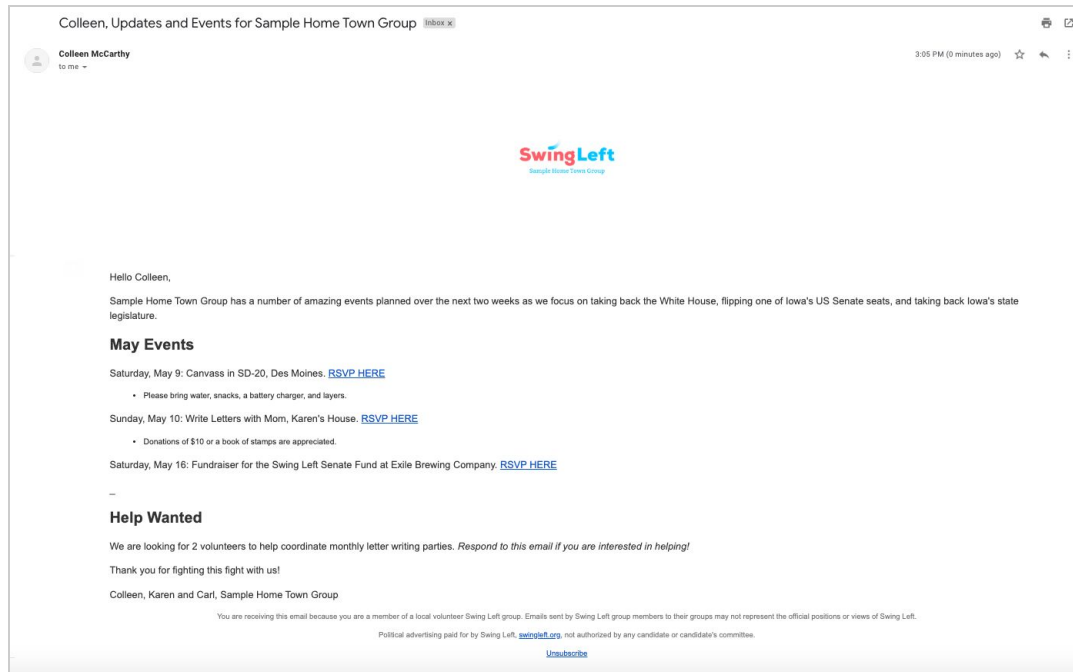 Colleen, Updates and Events for Sample Home Town Group Inbox x
Colleen McCarthy
3:05 PM (0 minutes ago)
to me
SwingLeft
Sample Home Town Group
Hello Colleen,
Sample Home Town Group has a number of amazing events planned over the next two weeks as we focus on taking back the White House, flipping one of Iowa's US Senate seats, and taking back Iowa's state
legislature.
May Events
Saturday, May 9: Canvass in SD-20, Des Moines. RSVP HERE
• Please bring water, snacks, a battery charger, and layers.
Sunday, May 10: Write Letters with Mom, Karen's House. RSVP HERE
• Donations of $10 or a book of stamps are appreciated.
Saturday, May 16: Fundraiser for the Swing Left Senate Fund at Exile Brewing Company. RSVP HERE
_
Help Wanted
We are looking for 2 volunteers to help coordinate monthly letter writing parties. Respond to this email if you are interested in helping!
Thank you for fighting this fight with us!
Colleen, Karen and Carl, Sample Home Town Group
You are receiving this email because you are a member of a local volunteer Swing Left group. Emails sent by Swing Left group members to their groups may not represent the official positions or views of Swing Left.
Political advertising paid for by Swing Left, swingleft.org, not authorized by any candidate or candidate's committee.
Unsubscribe